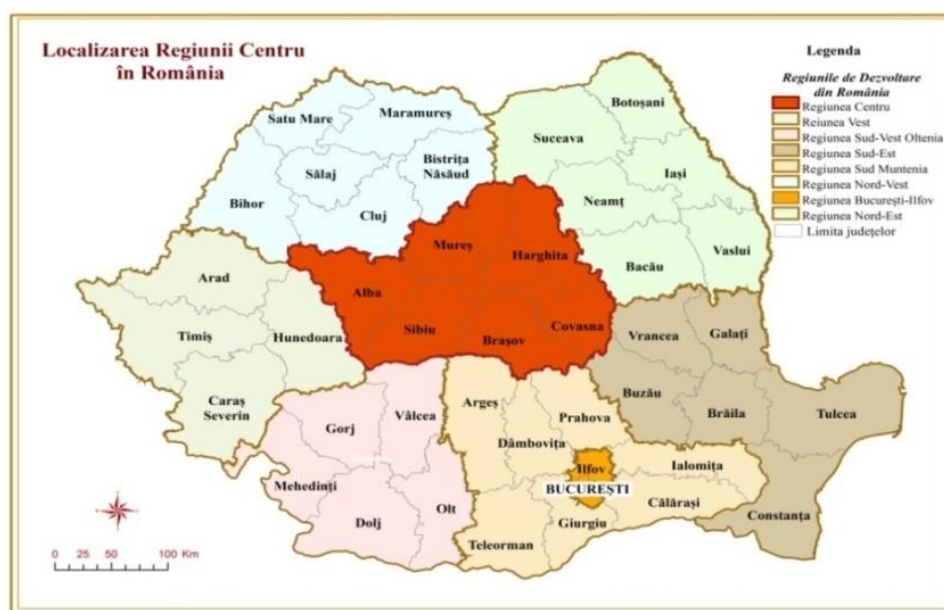 Localizarea Regiunii Centru
în România
Legenda
Regiunile de Dezvoltare
din România
Regiunea Centru
Reiunea Vest
Regiunea Sud-Vest Oltenia
Regiunea Sud-Est
Regiunea Sud Muntenia
Regiunea Nord-Vest
Regiunea București-Ilfov
Regiunea Nord-Est
Limita județelor
Satu Mare
Maramureș
Botoșani
Suceava
Sălaj
Bistrița
Năsăud
Iași
Bihor
Cluj
Neamț
Mureș
Harghita
Vaslui
Bacău
Arad
Alba
Timiș
Hunedoara
Sibiu
Brașov
Covasna
Vrancea
Galați
Caraș
Severin
Buzău
Brăila
Tulcea
Gorj
Vâlcea
Argeș
Prahova
Dâmbovița
Mehedinți
Ilfov
Ialomița
BUCUREȘTI
Dolj
Olt
Călărași
Constanța
Giurgiu
Teleorman
0 25 50 100 Km